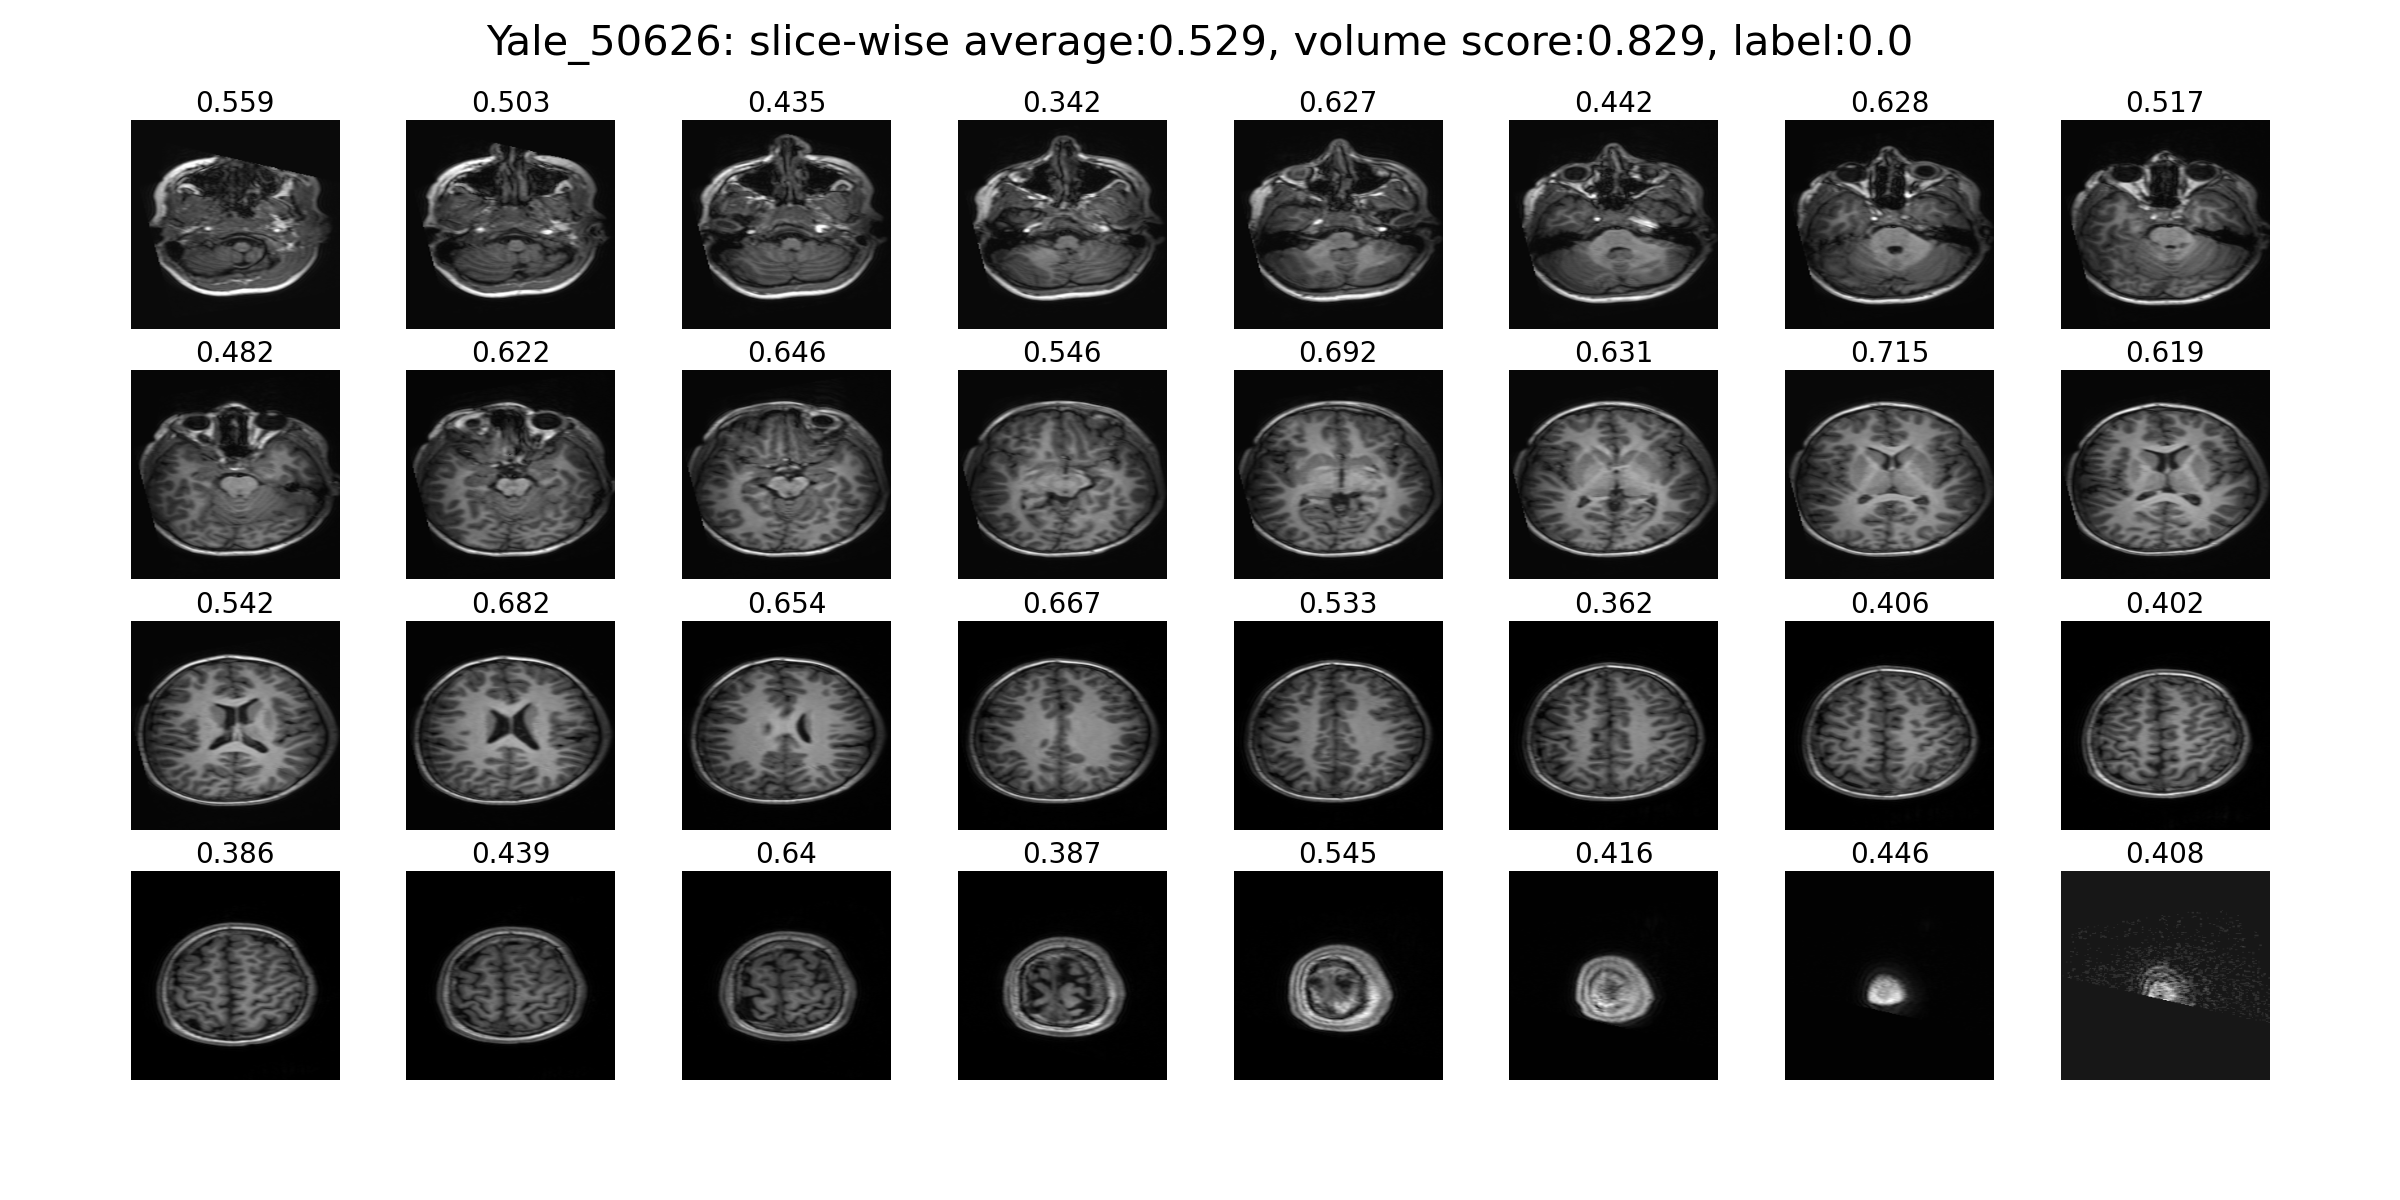 Yale_50626: slice-wise average:0.529, volume score:0.829, label:0.0
0.559 0.503 0.435 0.342 0.627 0.442 0.628 0.517
0.482 0.622 0.646 0.546 0.692 0.631 0.715 0.619
0.542 0.682 0.654 0.667 0.533 0.362 0.406 0.402
0.386 0.439 0.64 0.387 0.545 0.416 0.446 0.408